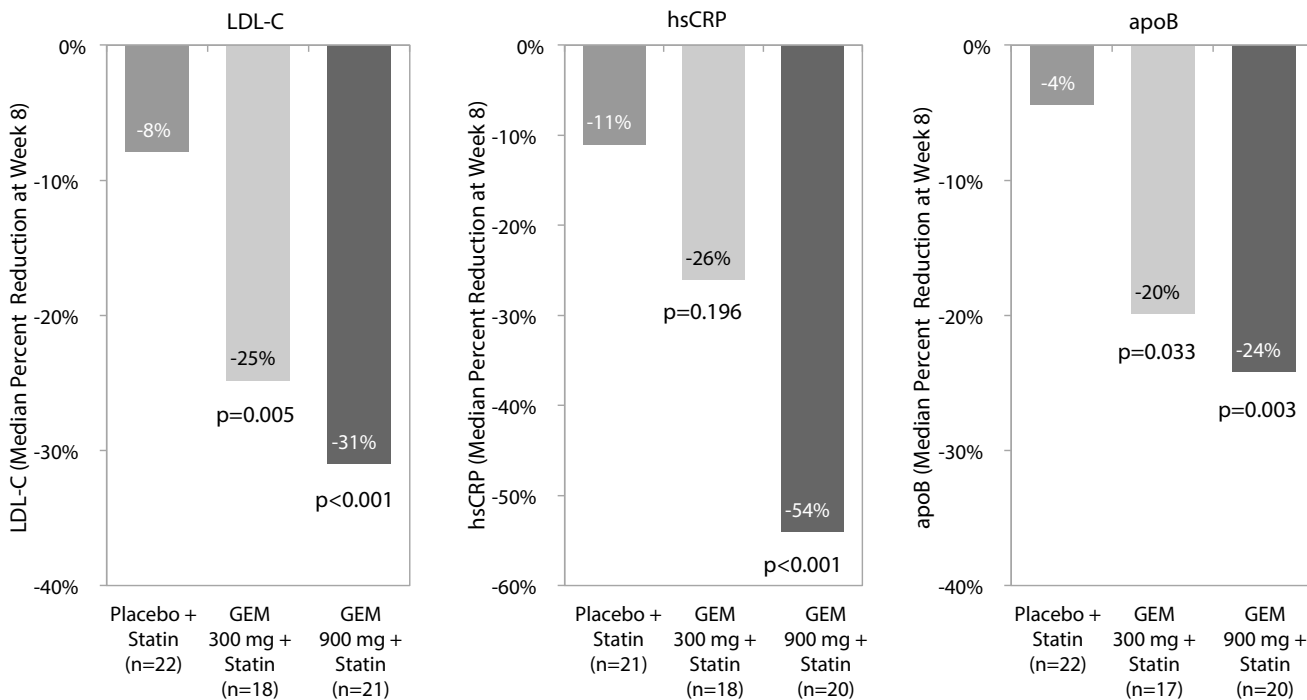 LDL-C
LDL-C (Median Percent Reduction at Week 8)
0%
-10%
-20%
-30%
-40%
-8%
-25%
p=0.005
-31%
p<0.001
Placebo +
Statin
(n=22)
GEM
300 mg +
Statin
(n=18)
GEM
900 mg +
Statin
(n=21)
hsCRP
hsCRP (Median Percent Reduction at Week 8)
0%
-10%
-20%
-30%
-40%
-50%
-60%
-11%
-26%
p=0.196
-54%
p<0.001
Placebo +
Statin
(n=21)
GEM
300 mg +
Statin
(n=18)
GEM
900 mg +
Statin
(n=20)
apoB
apoB (Median Percent Reduction at Week 8)
0%
-10%
-20%
-30%
-40%
-4%
-20%
p=0.033
-24%
p=0.003
Placebo +
Statin
(n=22)
GEM
300 mg +
Statin
(n=17)
GEM
900 mg +
Statin
(n=20)